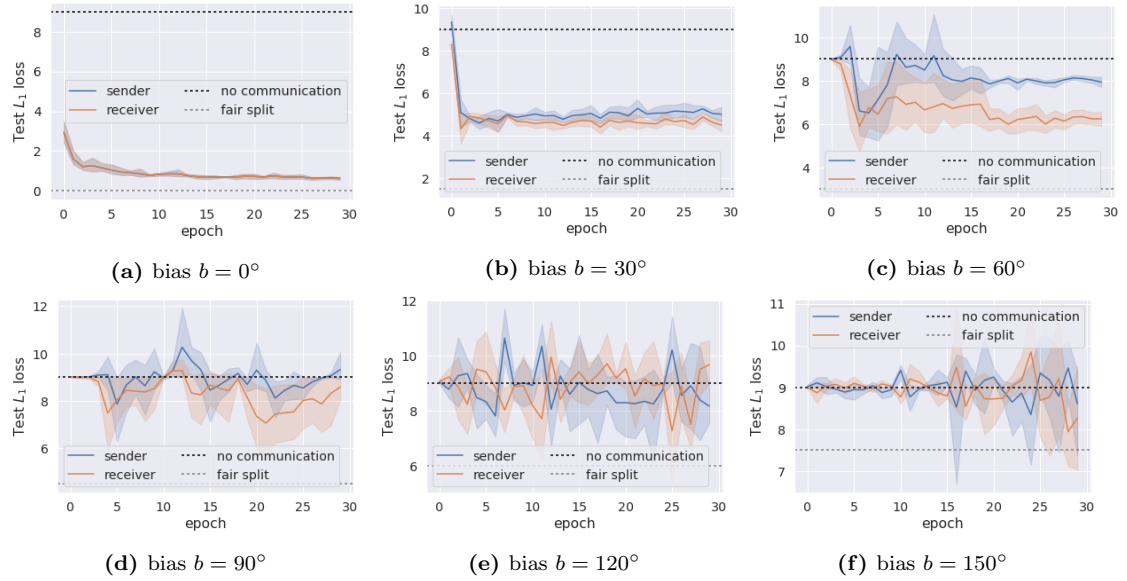 8
6
4
2
0
Test L1 loss
sender
receiver
no communication
fair split
0 5 10 15 20 25 30
epoch
(a) bias b = 0°
10
8
6
4
2
Test L1 loss
sender
receiver
no communication
fair split
0 5 10 15 20 25 30
epoch
(b) bias b = 30°
10
8
6
4
Test L1 loss
sender
receiver
no communication
fair split
0 5 10 15 20 25 30
epoch
(c) bias b = 60°
12
10
8
6
Test L1 loss
sender
receiver
no communication
fair split
0 5 10 15 20 25 30
epoch
(d) bias b = 90°
12
10
8
6
Test L1 loss
sender
receiver
no communication
fair split
0 5 10 15 20 25 30
epoch
(e) bias b = 120°
11
10
9
8
7
Test L1 loss
sender
receiver
no communication
fair split
0 5 10 15 20 25 30
epoch
(f) bias b = 150°